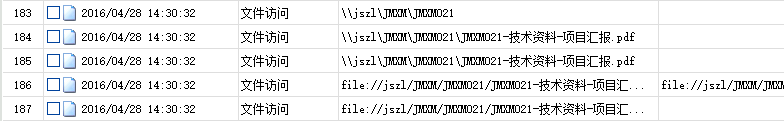 183 2016/04/28 14:30:32 文件访问 \\jszl\JMXM\JMXM021
184 2016/04/28 14:30:32 文件访问 \\jszl\JMXM\JMXM021\JMXM021-技术资料-项目汇报.pdf
185 2016/04/28 14:30:32 文件访问 \\jszl\JMXM\JMXM021\JMXM021-技术资料-项目汇报.pdf
186 2016/04/28 14:30:32 文件访问 file://jszl/JMXM/JMXM021/JMXM021-技术资料-项目汇... file://jszl/JMXM/JMX
187 2016/04/28 14:30:32 文件访问 file://jszl/JMXM/JMXM021/JMXM021-技术资料-项目汇...